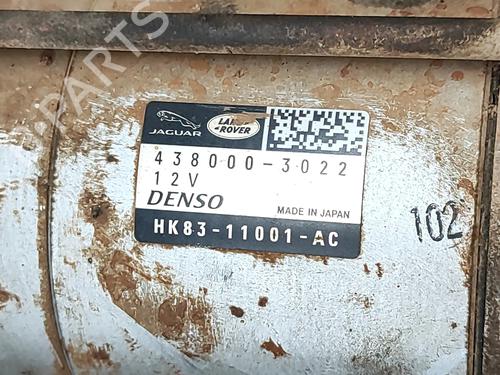 JAGUAR
LAND
ROVER
438000-3022
12V
DENSO
MADE IN JAPAN
HK83-11001-AC
102
B-PARTS